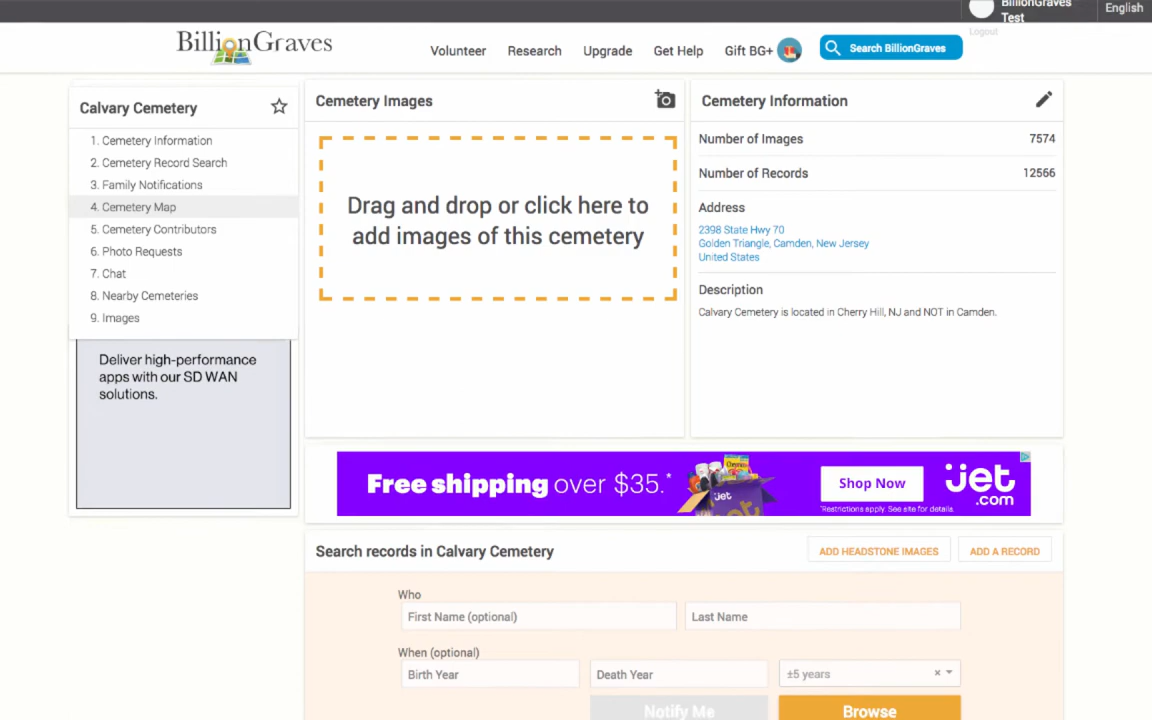 BillionGraves
Test
English
Logout
BillionGraves
Volunteer
Research
Upgrade
Get Help
Gift BG+
Search BillionGraves
Calvary Cemetery
1. Cemetery Information
2. Cemetery Record Search
3. Family Notifications
4. Cemetery Map
5. Cemetery Contributors
6. Photo Requests
7. Chat
8. Nearby Cemeteries
9. Images
Deliver high-performance
apps with our SD WAN
solutions.
Cemetery Images
Drag and drop or click here to
add images of this cemetery
Cemetery Information
Number of Images 7574
Number of Records 12566
Address
2398 State Hwy 70
Golden Triangle, Camden, New Jersey
United States
Description
Calvary Cemetery is located in Cherry Hill, NJ and NOT in Camden.
Free shipping over $35.*
Jet
Shop Now
*Restrictions apply. See site for details.
jet
.com
Search records in Calvary Cemetery
ADD HEADSTONE IMAGES
ADD A RECORD
Who
First Name (optional)
Last Name
When (optional)
Birth Year
Death Year
±5 years ×
Notify Me
Browse